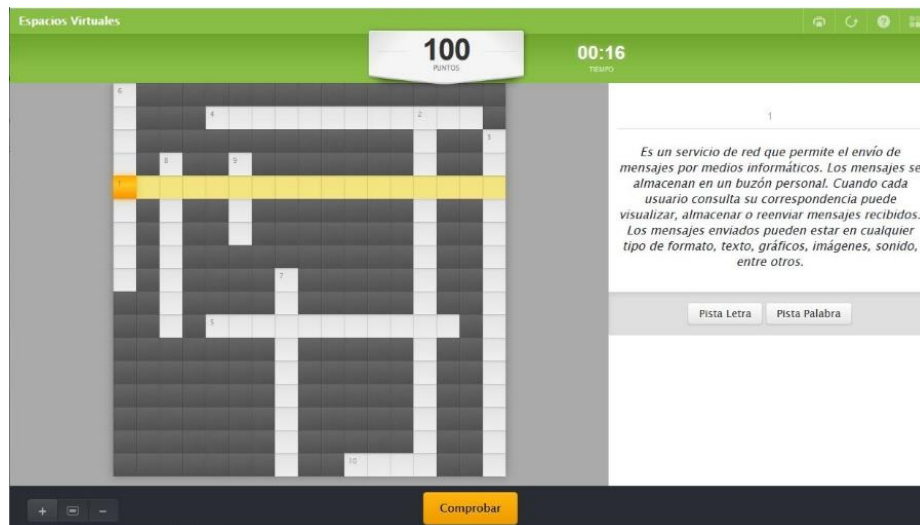 Espacios Virtuales
100
PUNTOS
00:16
TIEMPO
6
4
2
3
8
9
1
7
5
10
1
Es un servicio de red que permite el envío de
mensajes por medios informáticos. Los mensajes se
almacenan en un buzón personal. Cuando cada
usuario consulta su correspondencia puede
visualizar, almacenar o reenviar mensajes recibidos.
Los mensajes enviados pueden estar en cualquier
tipo de formato, texto, gráficos, imágenes, sonido,
entre otros.
Pista Letra
Pista Palabra
Comprobar